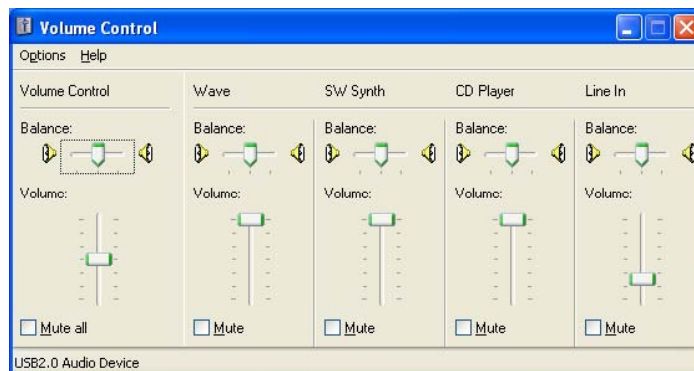 Volume Control
Options Help
Volume Control Wave SW Synth CD Player Line In
Balance: Balance: Balance: Balance: Balance:
Volume: Volume: Volume: Volume: Volume:
Mute all Mute Mute Mute Mute
USB2.0 Audio Device